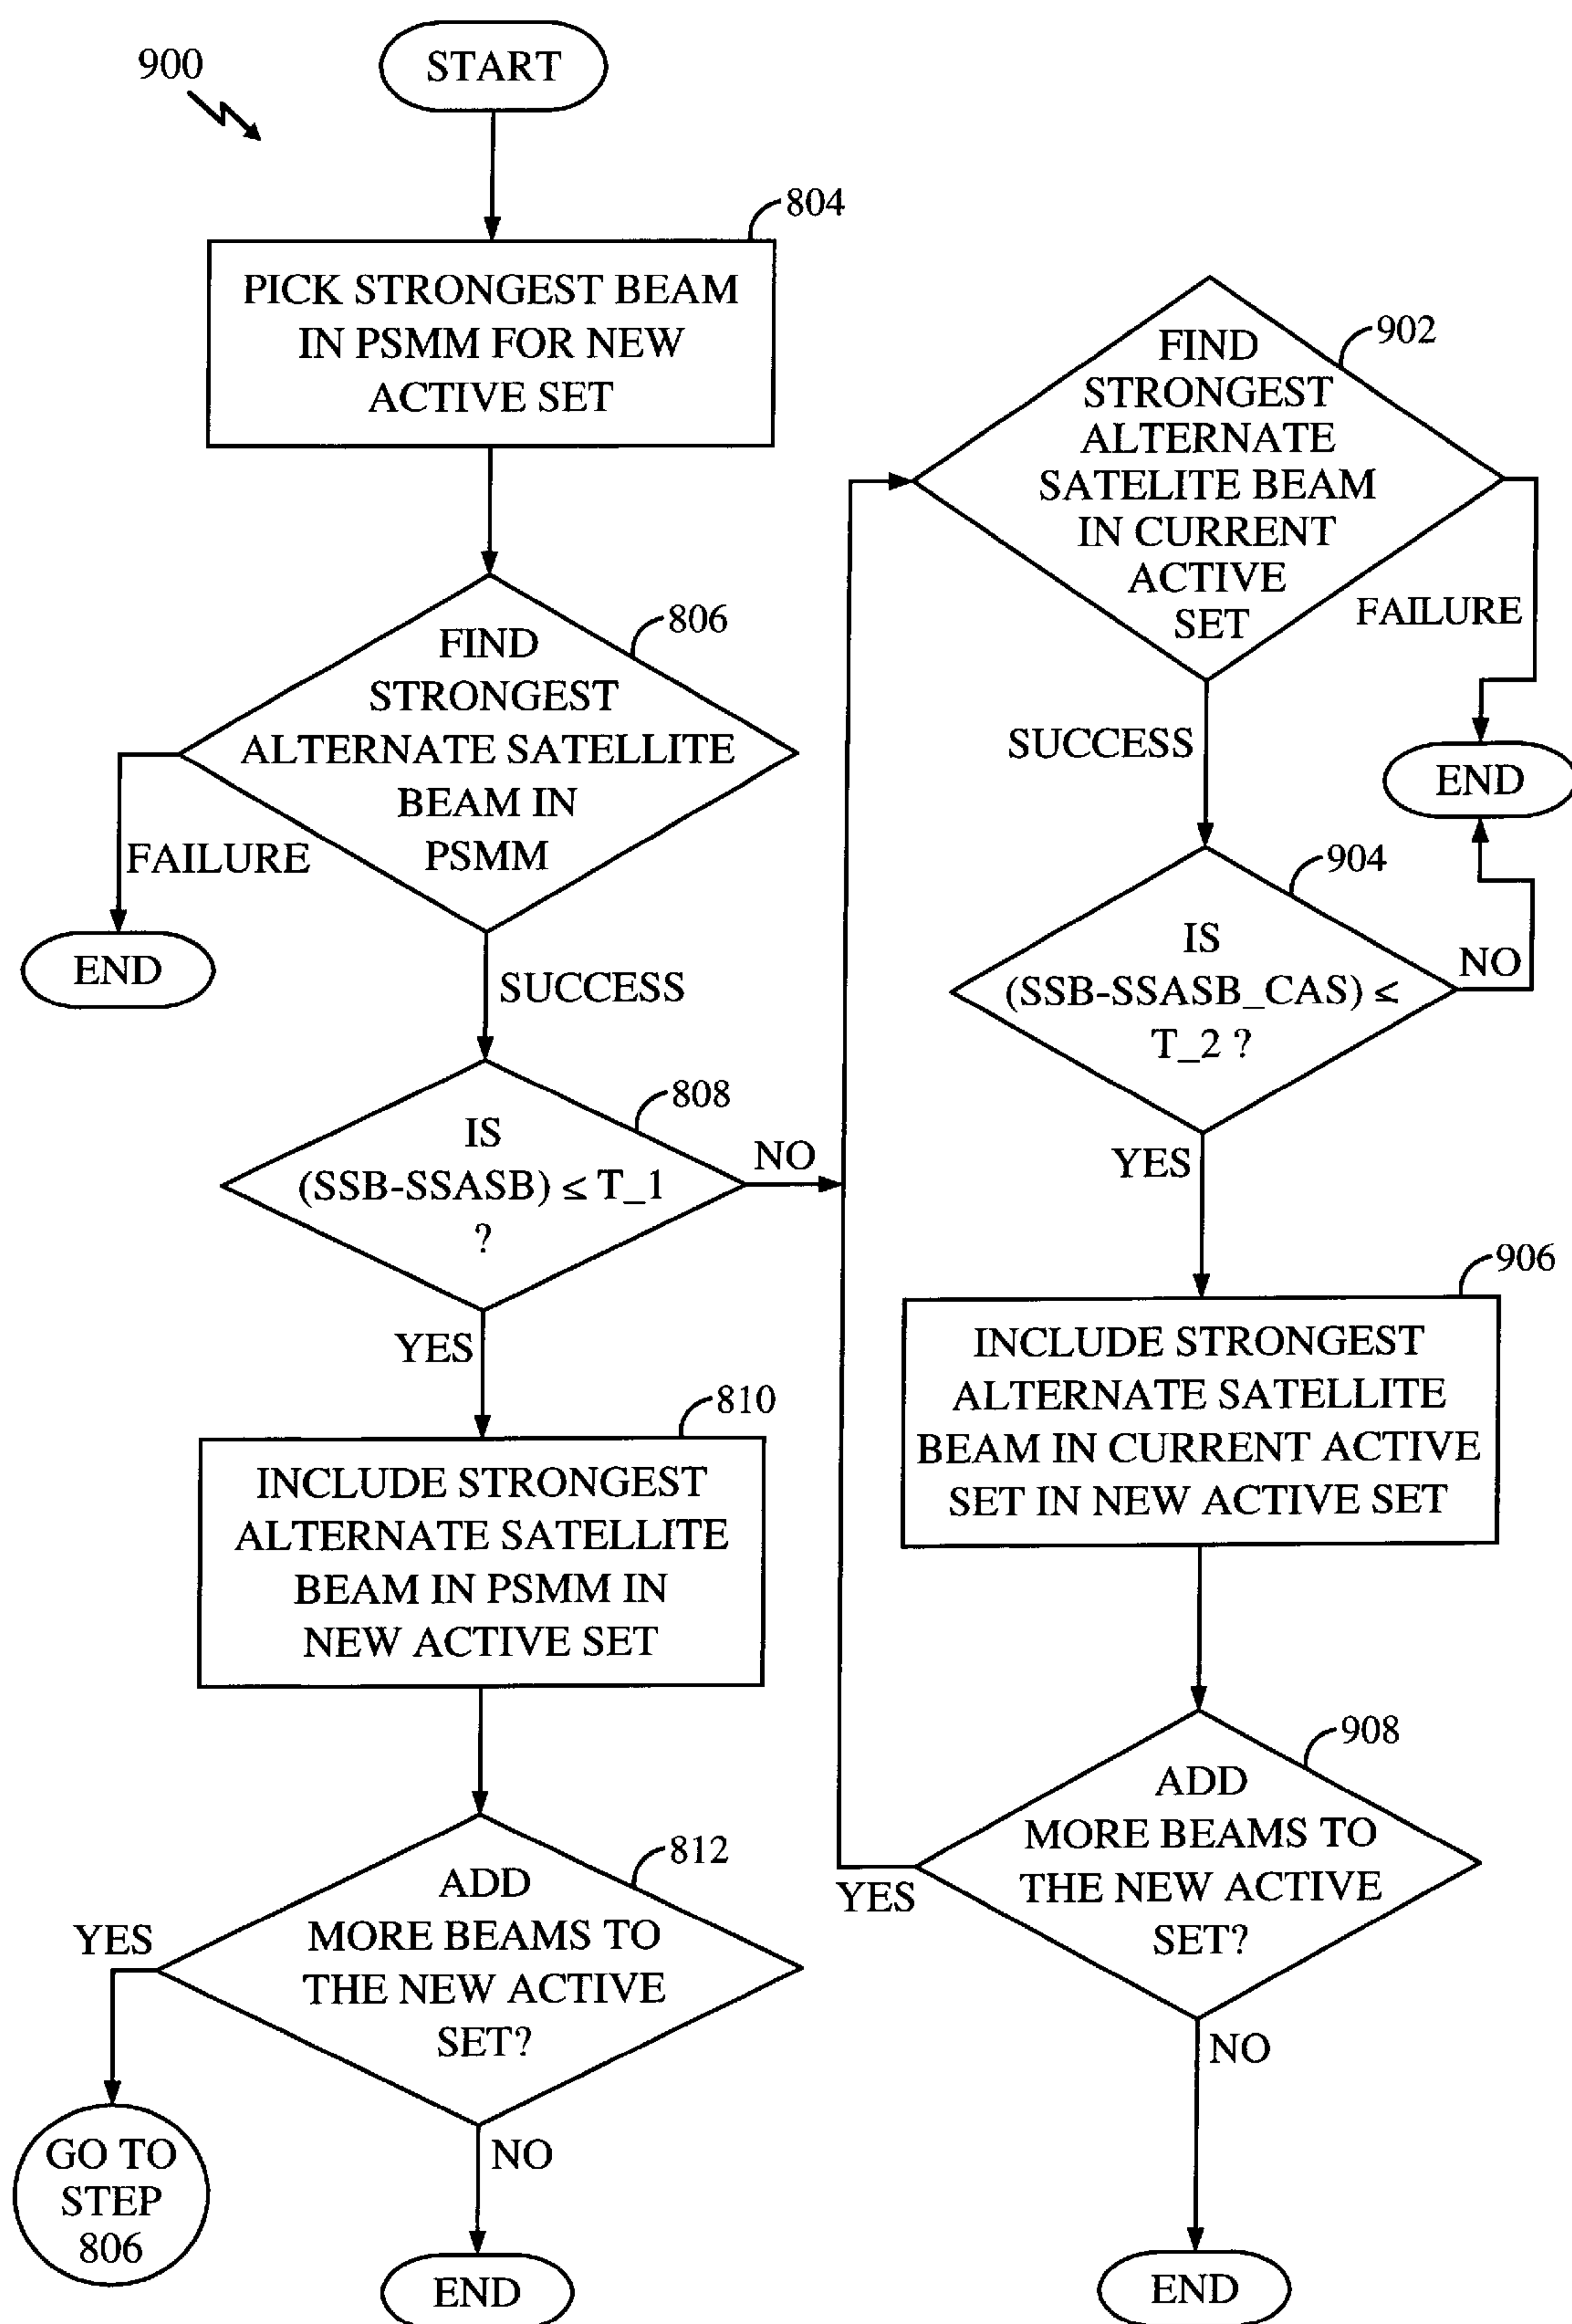 900
START
804
PICK STRONGEST BEAM
IN PSMM FOR NEW
ACTIVE SET
806
FIND
STRONGEST
ALTERNATE SATELLITE
BEAM IN
PSMM
FAILURE
END
SUCCESS
808
IS
(SSB-SSASB) ≤ T_1
?
NO
YES
810
INCLUDE STRONGEST
ALTERNATE SATELLITE
BEAM IN PSMM IN
NEW ACTIVE SET
812
ADD
MORE BEAMS TO
THE NEW ACTIVE
SET?
YES
GO TO
STEP
806
NO
END
902
FIND
STRONGEST
ALTERNATE
SATELITE BEAM
IN CURRENT
ACTIVE
SET
FAILURE
END
SUCCESS
904
IS
(SSB-SSASB_CAS) ≤
T_2 ?
NO
YES
906
INCLUDE STRONGEST
ALTERNATE SATELLITE
BEAM IN CURRENT ACTIVE
SET IN NEW ACTIVE SET
908
ADD
MORE BEAMS TO
THE NEW ACTIVE
SET?
YES
NO
END